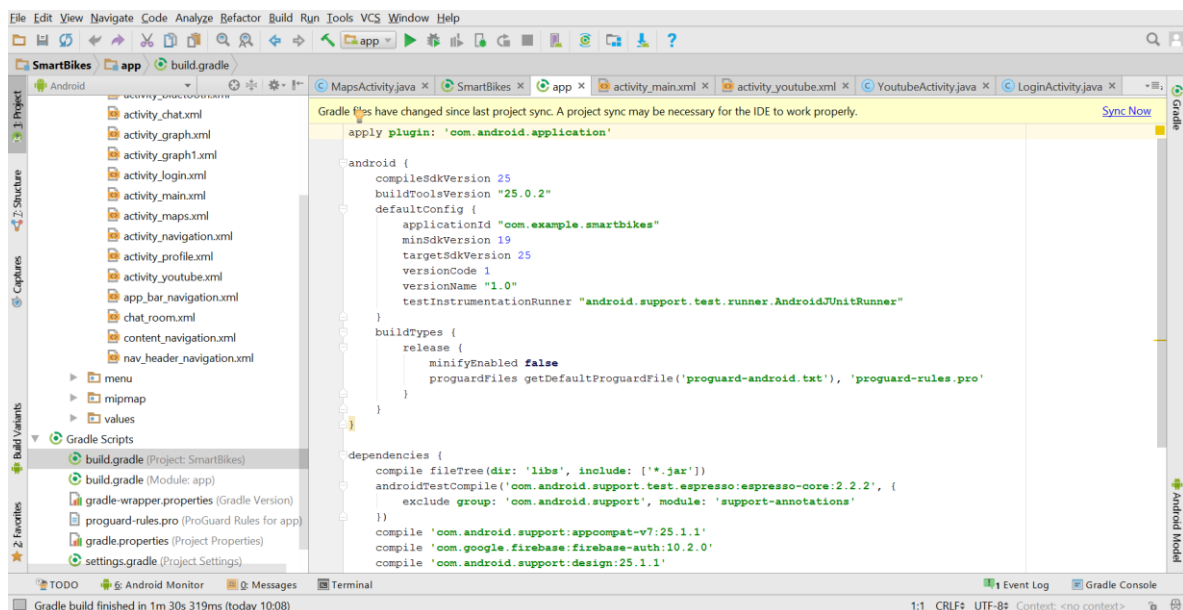 File Edit View Navigate Code Analyze Refactor Build Run Tools VCS Window Help
app
SmartBikes app build.gradle
Android
MapsActivity.java × SmartBikes × app × activity_main.xml × activity_youtube.xml × YoutubeActivity.java × LoginActivity.java ×
1: Project
7: Structure
Captures
Build Variants
2: Favorites
activity_chat.xml
activity_graph.xml
activity_graph1.xml
activity_login.xml
activity_main.xml
activity_maps.xml
activity_navigation.xml
activity_profile.xml
activity_youtube.xml
app_bar_navigation.xml
chat_room.xml
content_navigation.xml
nav_header_navigation.xml
menu
mipmap
values
Gradle Scripts
build.gradle (Project: SmartBikes)
build.gradle (Module: app)
gradle-wrapper.properties (Gradle Version)
proguard-rules.pro (ProGuard Rules for app)
gradle.properties (Project Properties)
settings.gradle (Project Settings)
Gradle files have changed since last project sync. A project sync may be necessary for the IDE to work properly. Sync Now
apply plugin: 'com.android.application'
android {
compileSdkVersion 25
buildToolsVersion "25.0.2"
defaultConfig {
applicationId "com.example.smartbikes"
minSdkVersion 19
targetSdkVersion 25
versionCode 1
versionName "1.0"
testInstrumentationRunner "android.support.test.runner.AndroidJUnitRunner"
}
buildTypes {
release {
minifyEnabled false
proguardFiles getDefaultProguardFile('proguard-android.txt'), 'proguard-rules.pro'
}
}
}
dependencies {
compile fileTree(dir: 'libs', include: ['*.jar'])
androidTestCompile('com.android.support.test.espresso:espresso-core:2.2.2', {
exclude group: 'com.android.support', module: 'support-annotations'
})
compile 'com.android.support:appcompat-v7:25.1.1'
compile 'com.google.firebase:firebase-auth:10.2.0'
compile 'com.android.support:design:25.1.1'
Gradle
Android Model
TODO 6: Android Monitor 0: Messages Terminal 1 Event Log Gradle Console
Gradle build finished in 1m 30s 319ms (today 10:08) 1:1 CRLF UTF-8 Context: <no context>